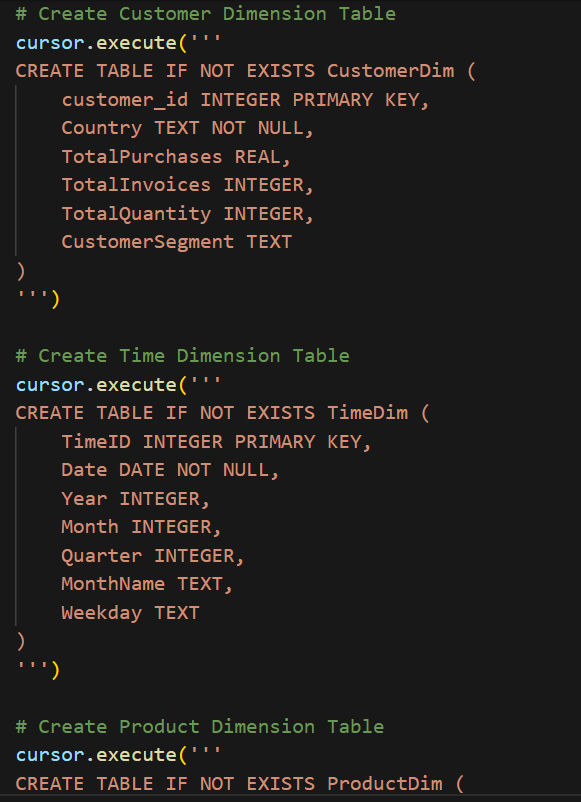 # Create Customer Dimension Table
cursor.execute('''
CREATE TABLE IF NOT EXISTS CustomerDim (
    customer_id INTEGER PRIMARY KEY,
    Country TEXT NOT NULL,
    TotalPurchases REAL,
    TotalInvoices INTEGER,
    TotalQuantity INTEGER,
    CustomerSegment TEXT
)
''')

# Create Time Dimension Table
cursor.execute('''
CREATE TABLE IF NOT EXISTS TimeDim (
    TimeID INTEGER PRIMARY KEY,
    Date DATE NOT NULL,
    Year INTEGER,
    Month INTEGER,
    Quarter INTEGER,
    MonthName TEXT,
    Weekday TEXT
)
''')

# Create Product Dimension Table
cursor.execute('''
CREATE TABLE IF NOT EXISTS ProductDim (